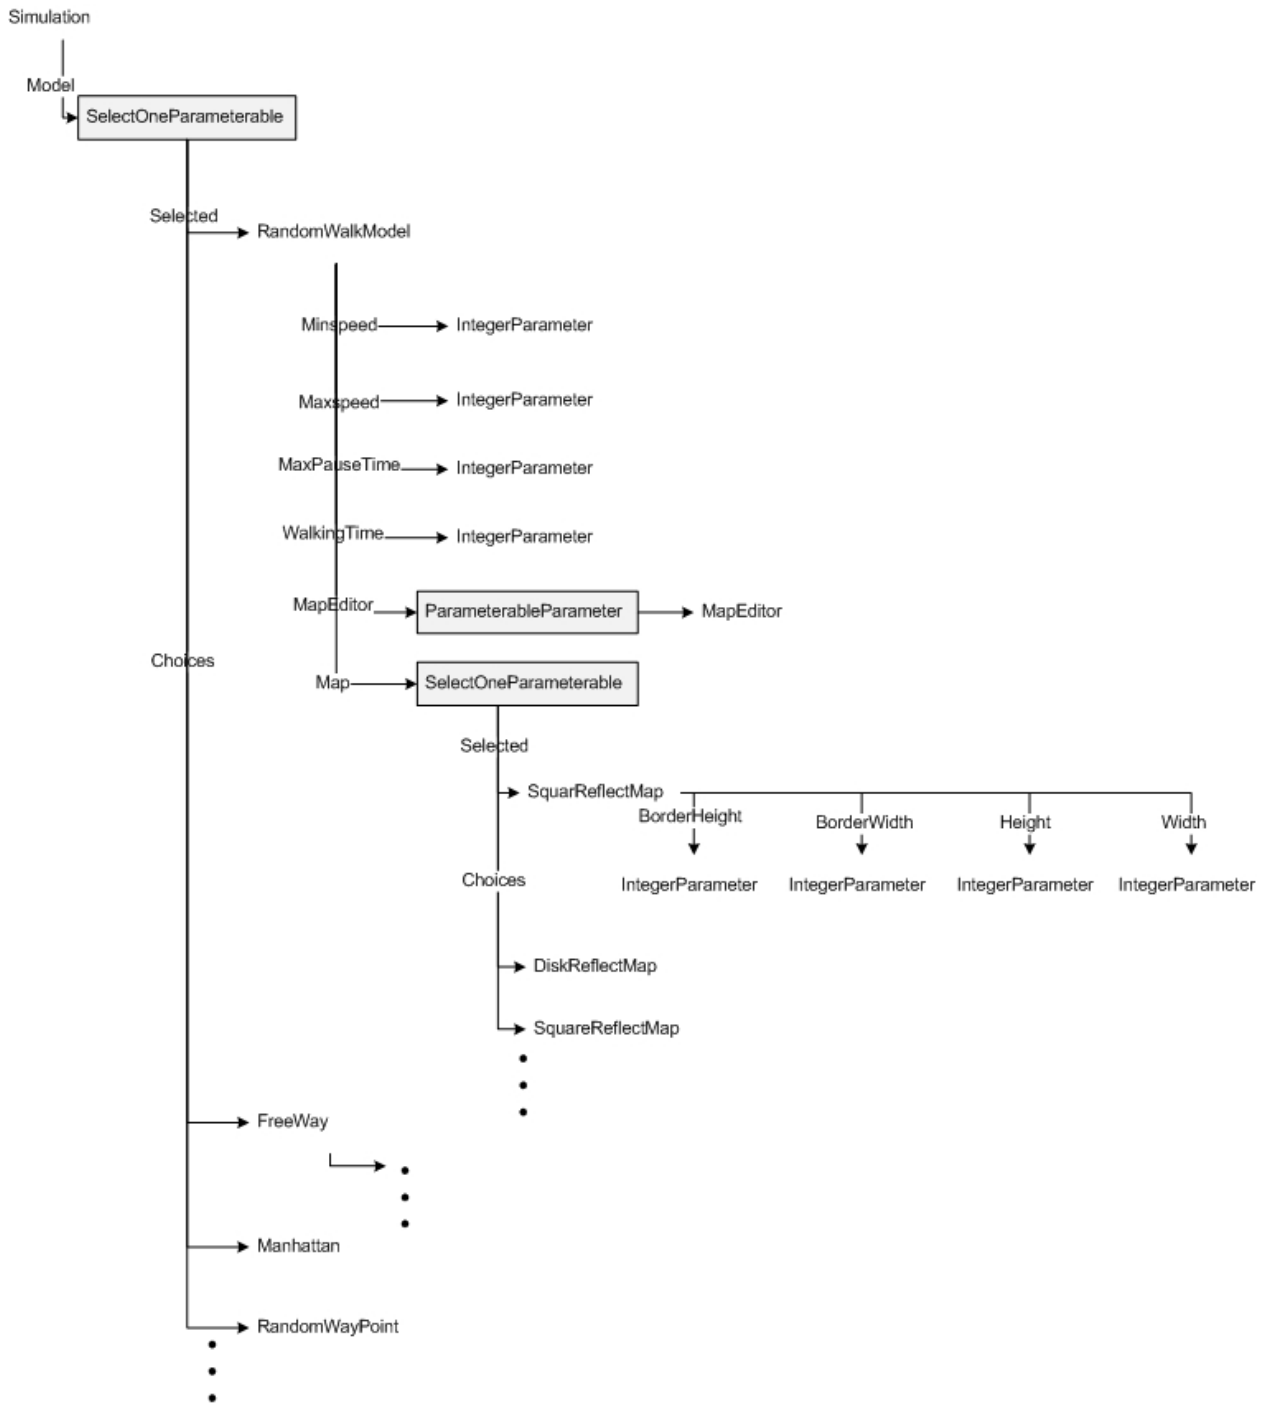 Simulation
Model
SelectOneParameterable
Selected
RandomWalkModel
Minspeed
IntegerParameter
Maxspeed
IntegerParameter
MaxPauseTime
IntegerParameter
WalkingTime
IntegerParameter
MapEditor
ParameterableParameter
MapEditor
Choices
Map
SelectOneParameterable
Selected
SquarReflectMap
BorderHeight
BorderWidth
Height
Width
Choices
IntegerParameter
IntegerParameter
IntegerParameter
IntegerParameter
DiskReflectMap
SquareReflectMap
FreeWay
Manhattan
RandomWayPoint